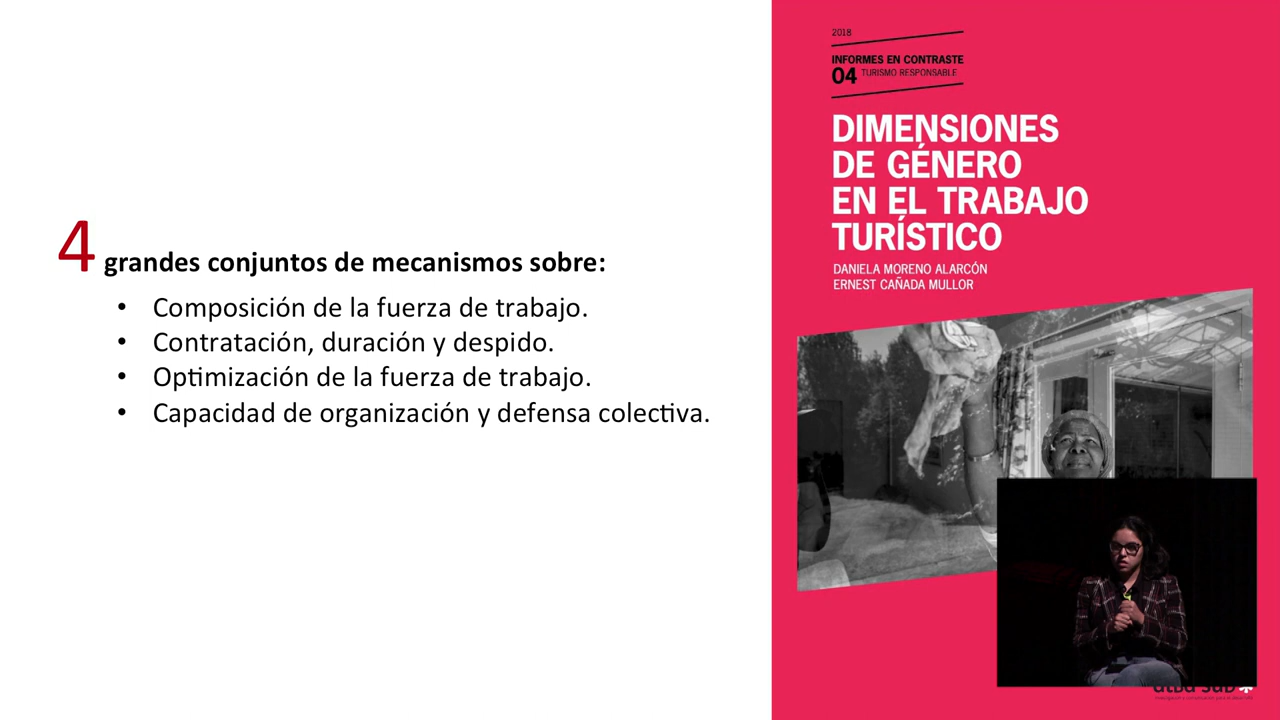 4 grandes conjuntos de mecanismos sobre:
• Composición de la fuerza de trabajo.
• Contratación, duración y despido.
• Optimización de la fuerza de trabajo.
• Capacidad de organización y defensa colectiva.
2018
INFORMES EN CONTRASTE
04 TURISMO RESPONSABLE
DIMENSIONES
DE GÉNERO
EN EL TRABAJO
TURÍSTICO
DANIELA MORENO ALARCÓN
ERNEST CAÑADA MULLOR